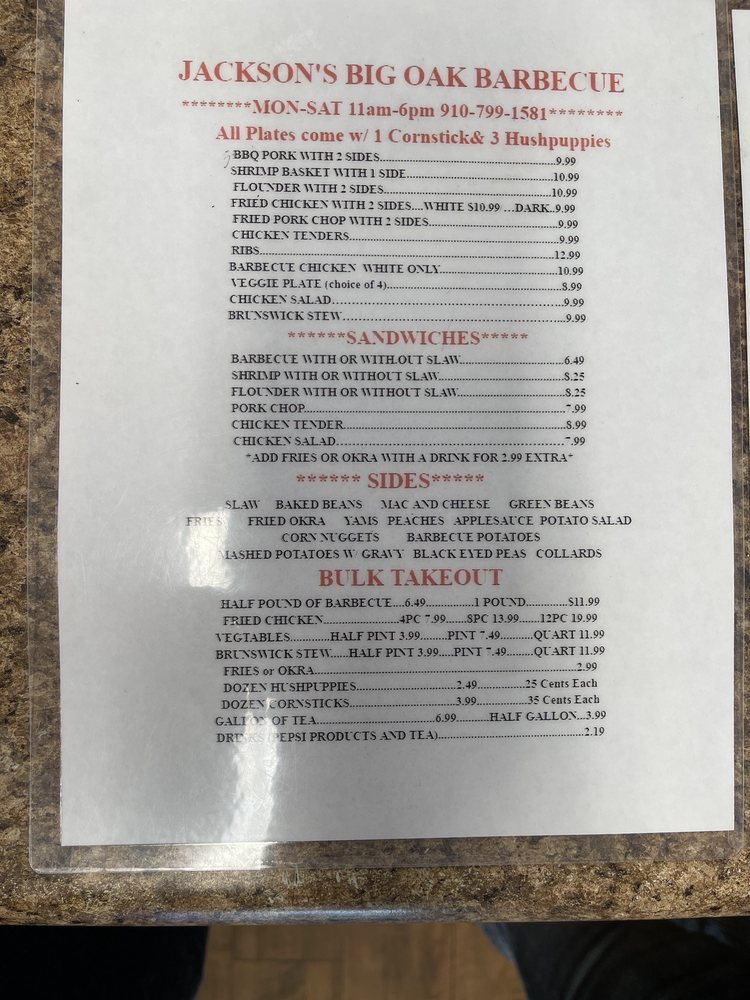 JACKSON'S BIG OAK BARBECUE
********MON-SAT 11am-6pm 910-799-1581********
All Plates come w/ 1 Cornstick& 3 Hushpuppies
BBQ PORK WITH 2 SIDES...........9.99
SHRIMP BASKET WITH 1 SIDE...........10.99
FLOUNDER WITH 2 SIDES...........10.99
FRIED CHICKEN WITH 2 SIDES....WHITE $10.99 ...DARK..9.99
FRIED PORK CHOP WITH 2 SIDES...........9.99
CHICKEN TENDERS...........9.99
RIBS...........12.99
BARBECUE CHICKEN WHITE ONLY...........10.99
VEGGIE PLATE (choice of 4)...........8.99
CHICKEN SALAD...........9.99
BRUNSWICK STEW...........9.99
******SANDWICHES*****
BARBECUE WITH OR WITH.OUT SLAW...........6.49
SHRIMP WITH OR WITHOUT SLAW...........8.25
FLOUNDER WITH OR WITHOUT SLAW...........8.25
PORK CHOP...........7.99
CHICKEN TENDER...........8.99
CHICKEN SALAD...........7.99
*ADD FRIES OR OKRA WITH A DRINK FOR 2.99 EXTRA*
****** SIDES*****
SLAW BAKED BEANS MAC AND CHEESE GREEN BEANS
FRIES FRIED OKRA YAMS PEACHES APPLESAUCE POTATO SALAD
CORN NUGGETS BARBECUE POTATOES
MASHED POTATOES W/ GRAVY BLACK EYED PEAS COLLARDS
BULK TAKEOUT
HALF POUND OF BARBECUE....6.49...........1 POUND...........$11.99
FRIED CHICKEN...........4PC 7.99.......8PC 13.99.......12PC 19.99
VEGTABLES...........HALF PINT 3.99........PINT 7.49.........QUART 11.99
BRUNSWICK STEW......HALF PINT 3.99.....PINT 7.49.........QUART 11.99
FRIES or OKRA...........2.99
DOZEN HUSHPUPPIES...........2.49...........25 Cents Each
DOZEN CORNSTICKS...........3.99...........35 Cents Each
GALLON OF TEA...........6.99..........HALF GALLON...3.99
DRINKS (PEPSI PRODUCTS AND TEA)...........2.19